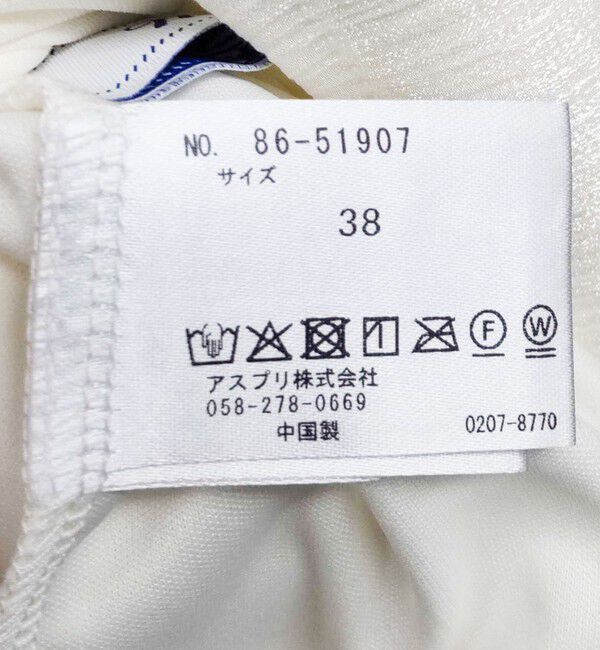 NO. 86-51907
サイズ
38
F W
アスプリ株式会社
058-278-0669
中国製
0207-8770